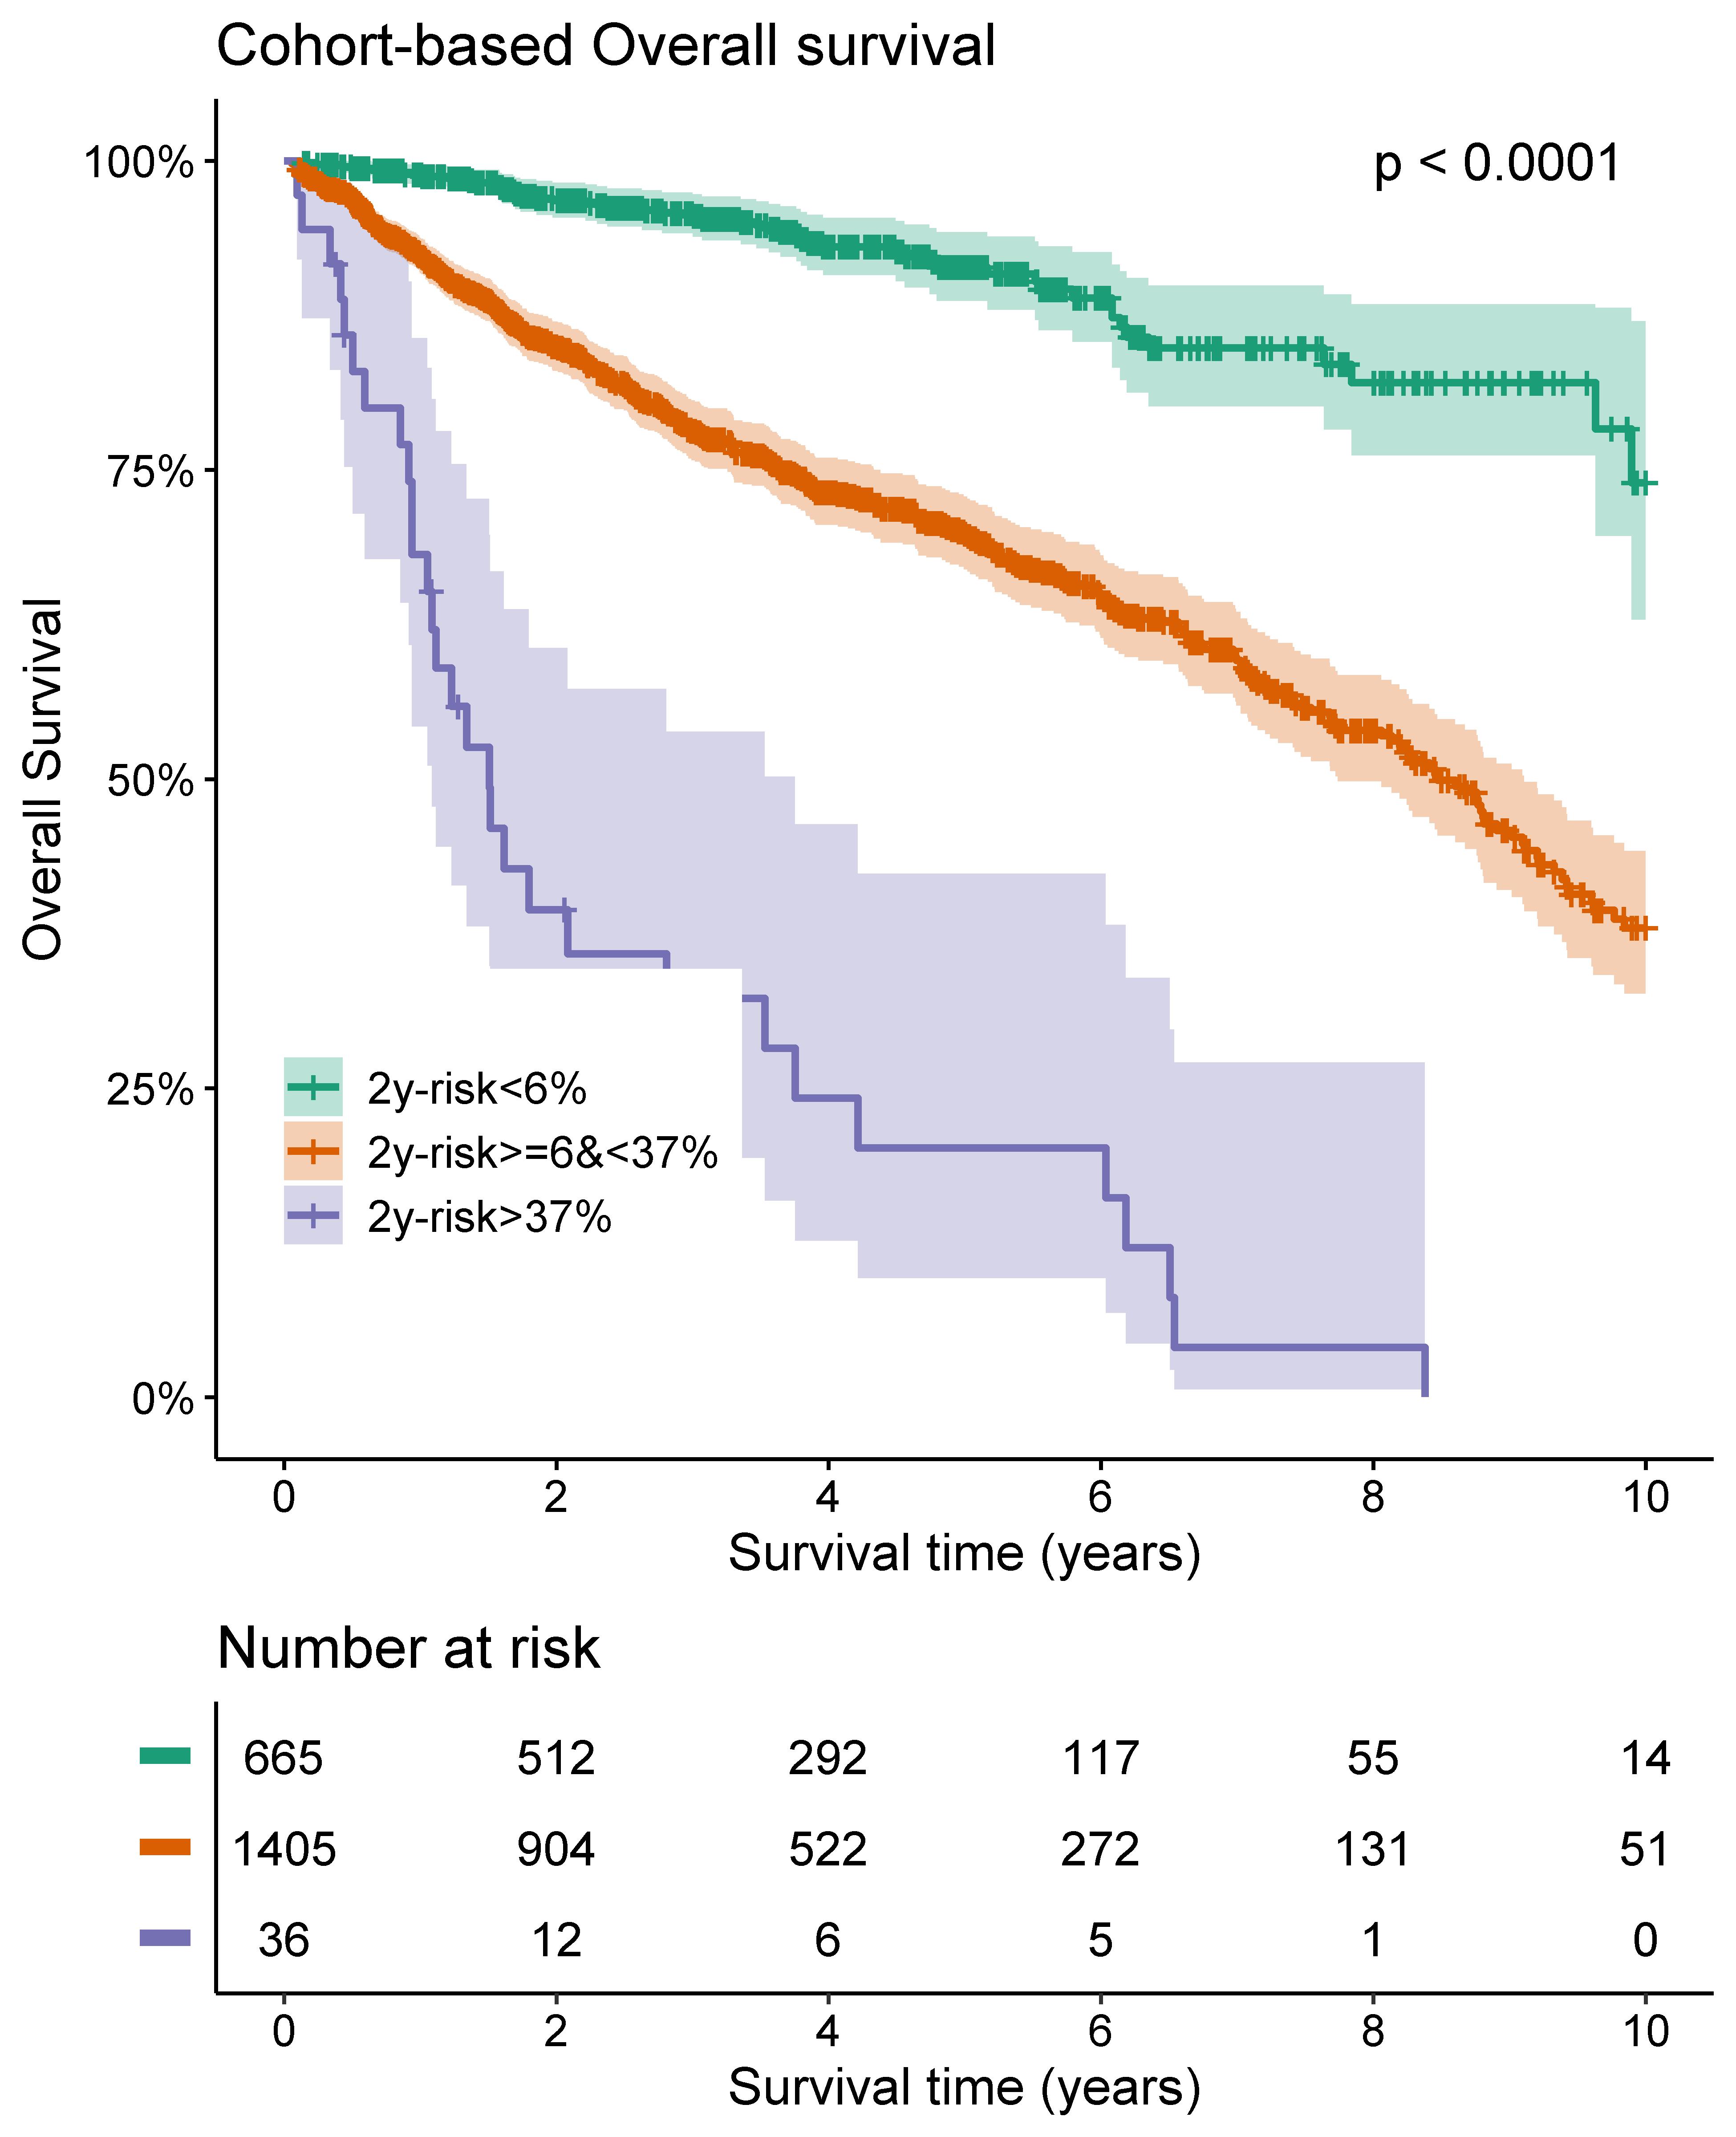 Cohort-based Overall survival
p < 0.0001
100%
75%
50%
25%
0%
Overall Survival
2y-risk<6%
2y-risk>=6&<37%
2y-risk>37%
0 2 4 6 8 10
Survival time (years)
Number at risk
665 512 292 117 55 14
1405 904 522 272 131 51
36 12 6 5 1 0
0 2 4 6 8 10
Survival time (years)